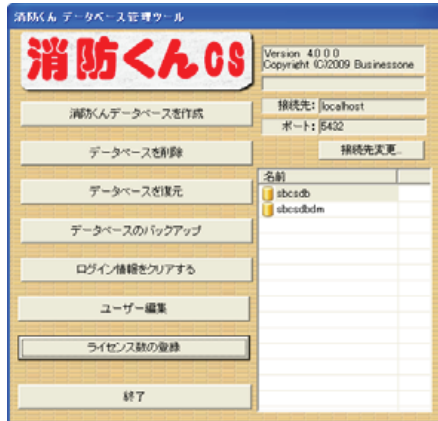 消防くん データベース管理ツール
消防くんCS
Version 4.0.0.0
Copyright (C)2009 Businessone
接続先: localhost
ポート: 5432
接続先変更...
消防くんデータベースを作成
データベースを削除
データベースを復元
データベースのバックアップ
ログイン情報をクリアする
ユーザー編集
ライセンス数の登録
終了
名前
sbcsdb
sbcsdbdm